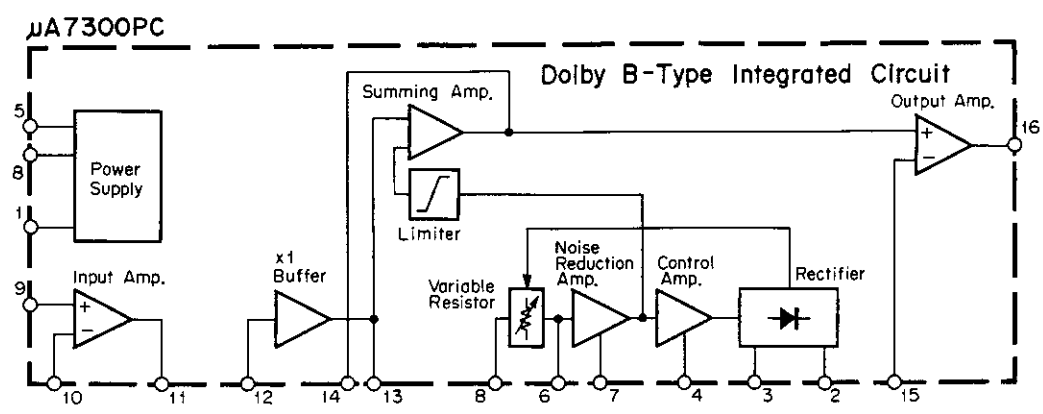 µA7300PC
Dolby B-Type Integrated Circuit
Summing Amp.
Output Amp.
5
8
1
Power
Supply
+
−
16
Limiter
Input Amp.
9
+
−
x1
Buffer
Variable
Resistor
Noise
Reduction
Amp.
Control
Amp.
Rectifier
10
11
12
14
13
8
6
7
4
3
2
15